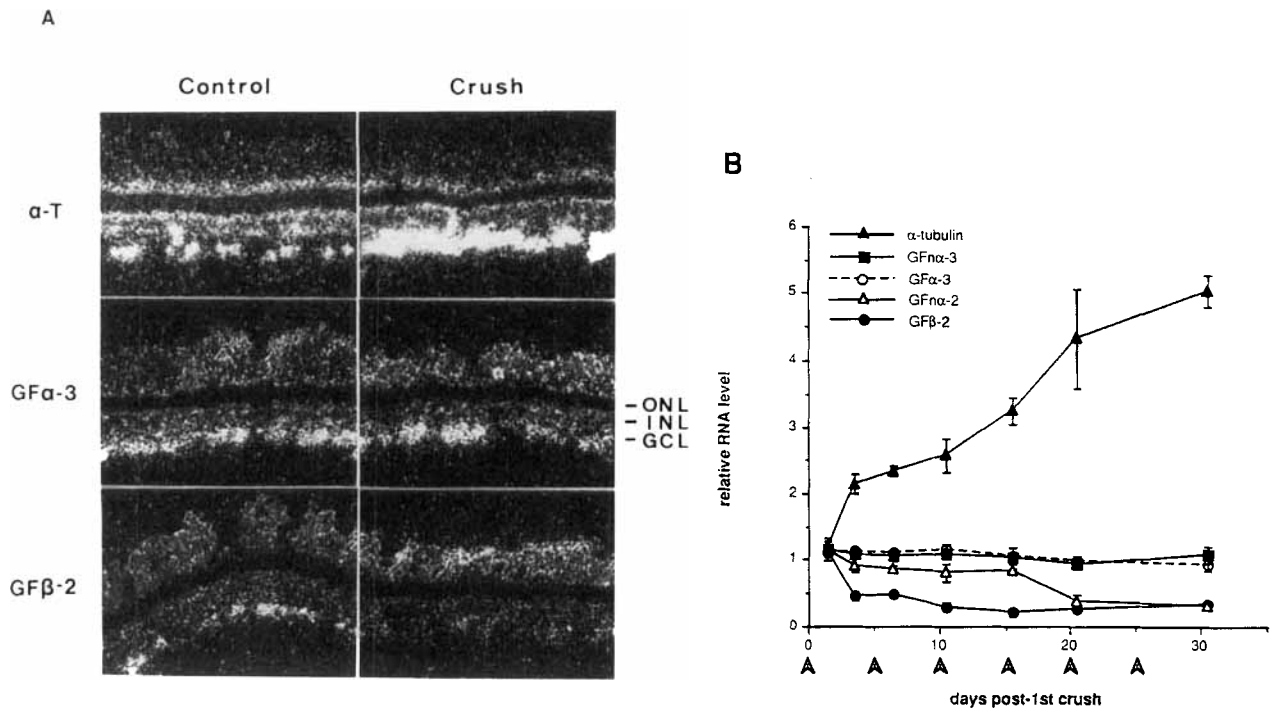 A
Control Crush
α-T
GFα-3
GFβ-2
ONL
INL
GCL
B
relative RNA level
6
5
4
3
2
1
0
α-tubulin
GFnα-3
GFα-3
GFnα-2
GFβ-2
0 10 20 30
days post-1st crush